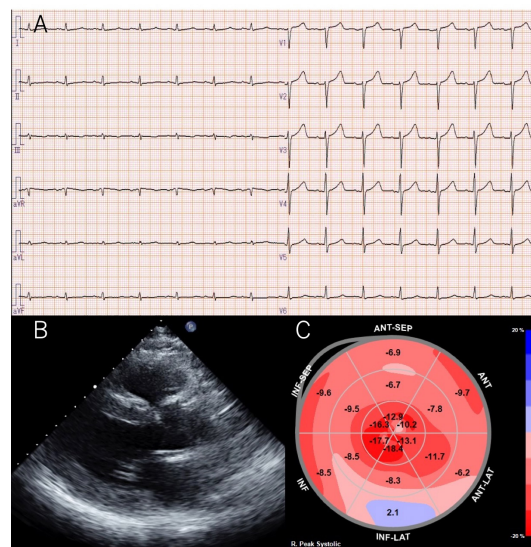 A
I
V1
II
V2
III
V3
aVR
V4
aVL
V5
aVF
V6
B
C
ANT-SEP
20 %
INF-SEP
ANT
-6.9
-9.6
-6.7
-9.7
-9.5
-12.9
-7.8
-16.3
-10.2
-17.7
-13.1
-18.4
-8.5
-11.7
-8.5
-8.3
-6.2
INF
ANT-LAT
2.1
INF-LAT
R. Peak Systolic
-20 %